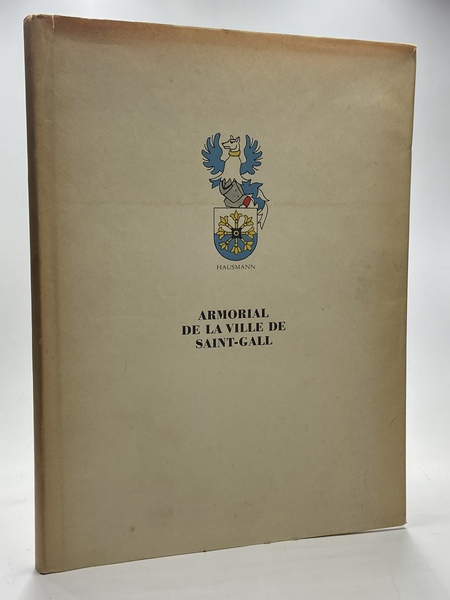 HAUSMANN
ARMORIAL
DE LA VILLE DE
SAINT-GALL